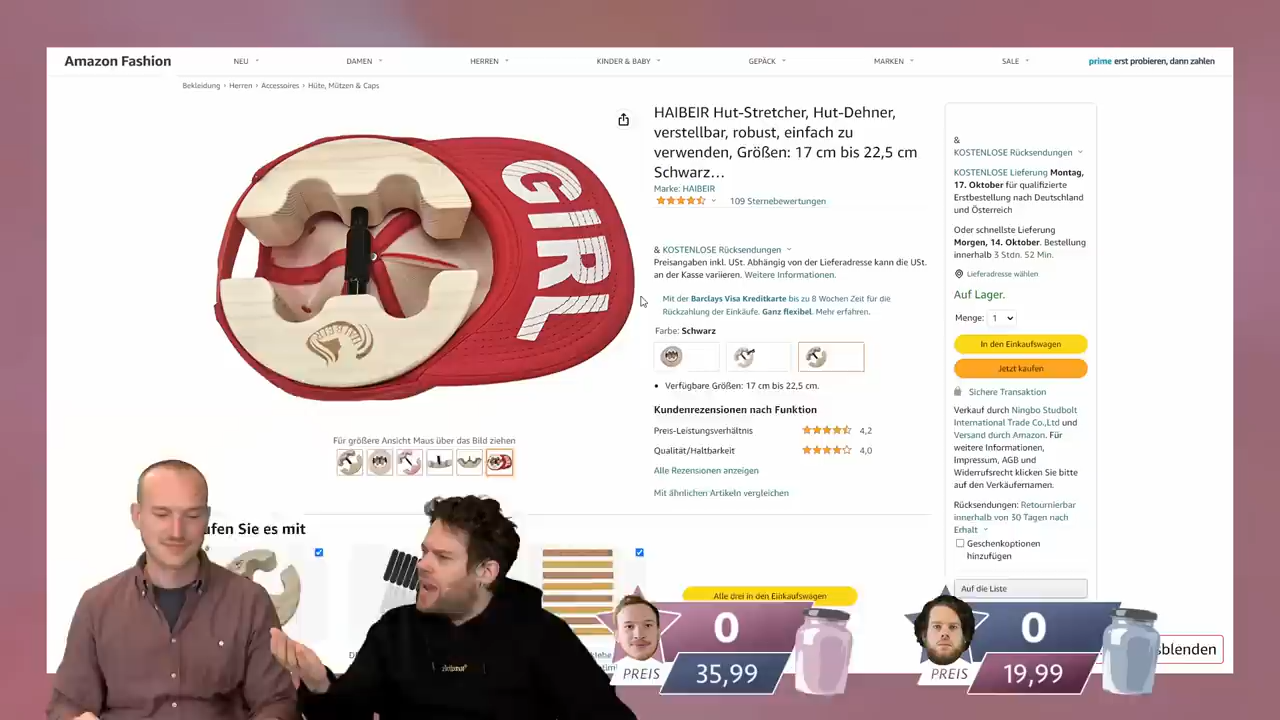 Amazon Fashion
NEU
DAMEN
HERREN
KINDER & BABY
GEPÄCK
MARKEN
SALE
prime erst probieren, dann zahlen
Bekleidung › Herren › Accessoires › Hüte, Mützen & Caps
GIRL
HAIBEIR Hut-Stretcher, Hut-Dehner,
verstellbar, robust, einfach zu
verwenden, Größen: 17 cm bis 22,5 cm
Schwarz...
Marke: HAIBEIR
109 Sternebewertungen
& KOSTENLOSE Rücksendungen
Preisangaben inkl. USt. Abhängig von der Lieferadresse kann die USt.
an der Kasse variieren. Weitere Informationen.
Mit der Barclays Visa Kreditkarte bis zu 8 Wochen Zeit für die
Rückzahlung der Einkäufe. Ganz flexibel. Mehr erfahren.
Farbe: Schwarz
• Verfügbare Größen: 17 cm bis 22,5 cm.
Kundenrezensionen nach Funktion
Preis-Leistungsverhältnis 4,2
Qualität/Haltbarkeit 4,0
Alle Rezensionen anzeigen
Mit ähnlichen Artikeln vergleichen
&
KOSTENLOSE Rücksendungen
KOSTENLOSE Lieferung Montag,
17. Oktober für qualifizierte
Erstbestellung nach Deutschland
und Österreich
Oder schnellste Lieferung
Morgen, 14. Oktober. Bestellung
innerhalb 3 Stdn. 52 Min.
Lieferadresse wählen
Auf Lager.
Menge: 1
In den Einkaufswagen
Jetzt kaufen
Sichere Transaktion
Verkauf durch Ningbo Studbolt
International Trade Co.,Ltd und
Versand durch Amazon. Für
weitere Informationen,
Impressum, AGB und
Widerrufsrecht klicken Sie bitte
auf den Verkäufernamen.
Rücksendungen: Retournierbar
innerhalb von 30 Tagen nach
Erhalt
Geschenkoptionen
hinzufügen
Auf die Liste
Für größere Ansicht Maus über das Bild ziehen
ufen Sie es mit
Alle drei in den Einkaufswagen
0
PREIS 35,99
0
PREIS 19,99
sblenden